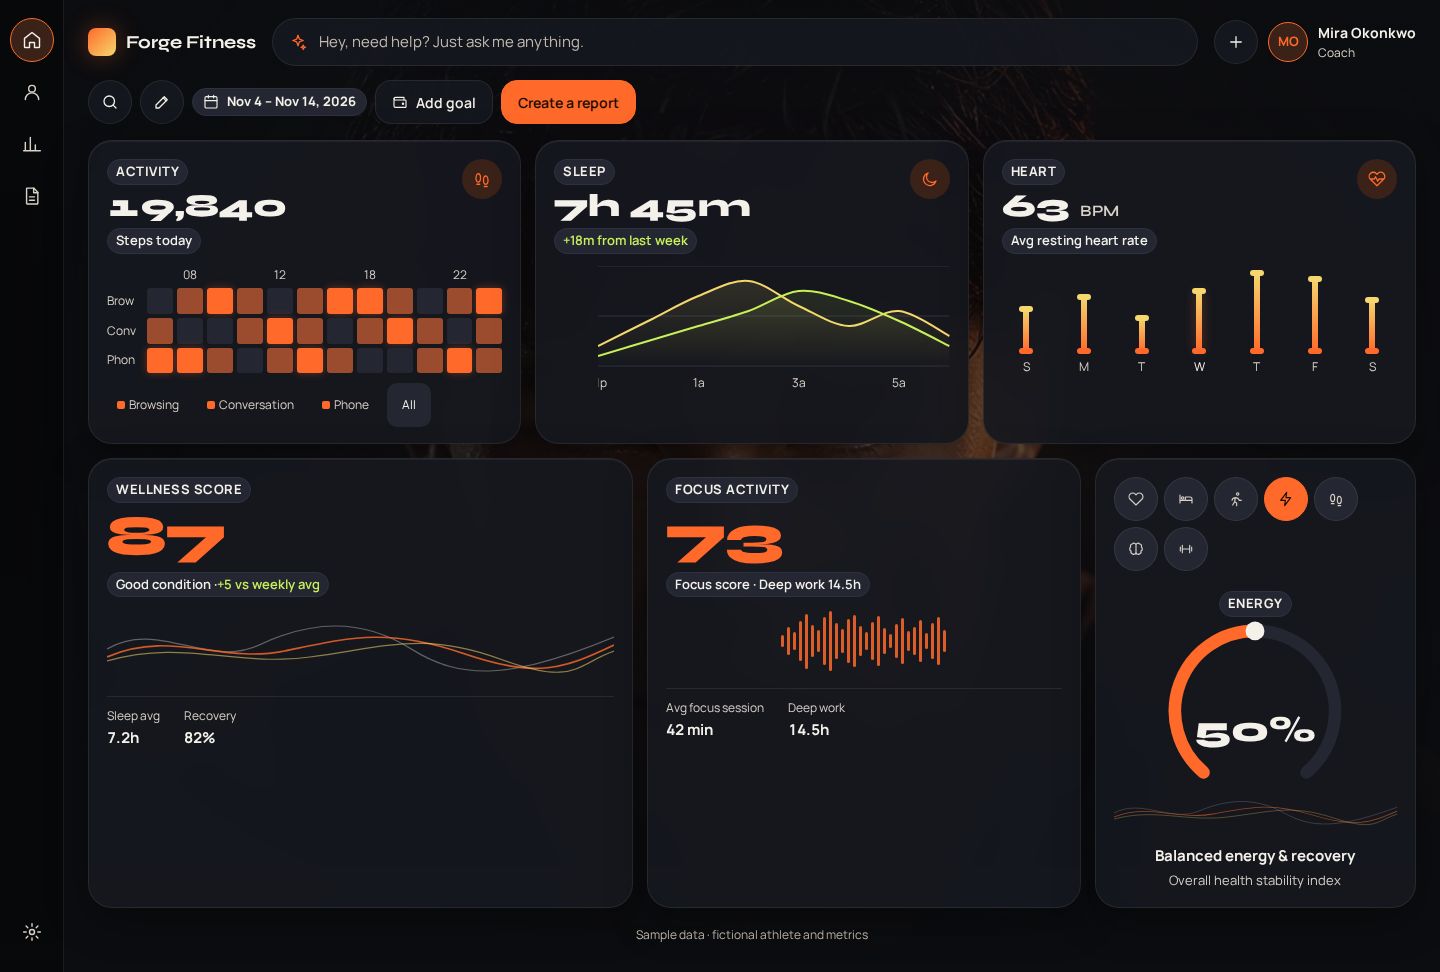 Forge Fitness
Hey, need help? Just ask me anything.
MO
Mira Okonkwo
Coach
Nov 4 – Nov 14, 2026
Add goal
Create a report
ACTIVITY
19,840
Steps today
08 12 18 22
Brow
Conv
Phon
Browsing Conversation Phone All
SLEEP
7h 45m
+18m from last week
1a 3a 5a
HEART
63 BPM
Avg resting heart rate
S M T W T F S
WELLNESS SCORE
87
Good condition · +5 vs weekly avg
Sleep avg Recovery
7.2h 82%
FOCUS ACTIVITY
73
Focus score · Deep work 14.5h
Avg focus session Deep work
42 min 14.5h
ENERGY
50%
Balanced energy & recovery
Overall health stability index
Sample data · fictional athlete and metrics